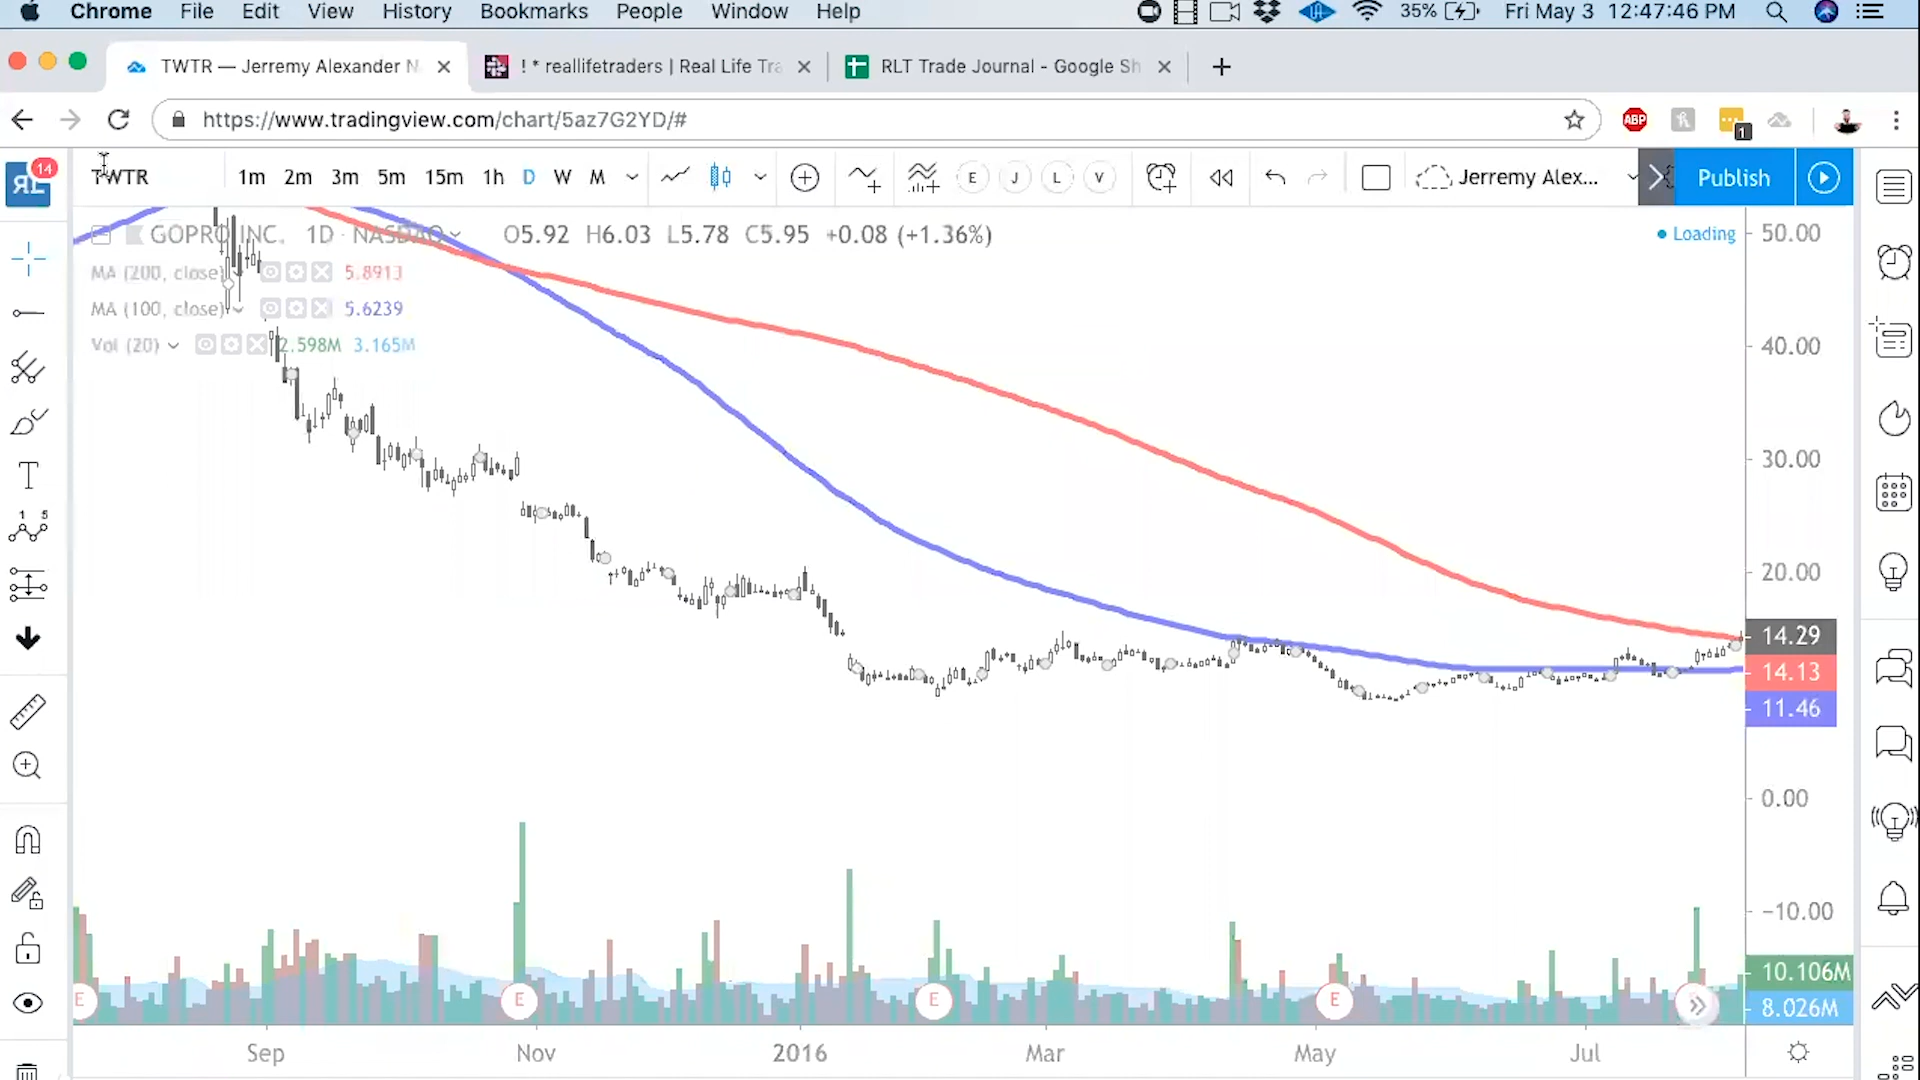 Chrome File Edit View History Bookmarks People Window Help 35% Fri May 3 12:47:46 PM
TWTR — Jerremy Alexander N ! * reallifetraders | Real Life Tra RLT Trade Journal - Google Sh
https://www.tradingview.com/chart/5az7G2YD/#
ABP 1
RL 14 TWTR 1m 2m 3m 5m 15m 1h D W M E J L V Jerremy Alex... Publish
GOPRO INC. 1D · NASDAQ O5.92 H6.03 L5.78 C5.95 +0.08 (+1.36%) Loading 50.00
MA (200, close) 5.8913
MA (100, close) 5.6239
Vol (20) 2.598M 3.165M 40.00
30.00
T
1 5
20.00
14.29
14.13
11.46
0.00
−10.00
10.106M
E E E E 8.026M
Sep Nov 2016 Mar May Jul